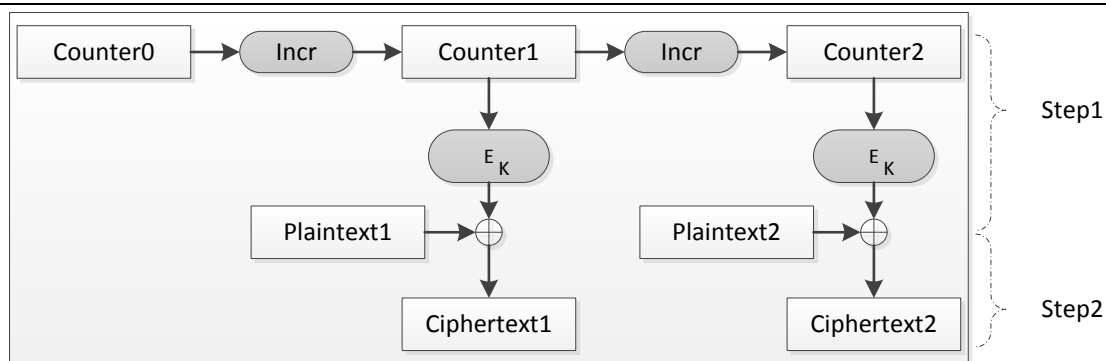 Counter0 Incr Counter1 Incr Counter2
Step1
E K E K
Plaintext1 Plaintext2
Ciphertext1 Ciphertext2 Step2